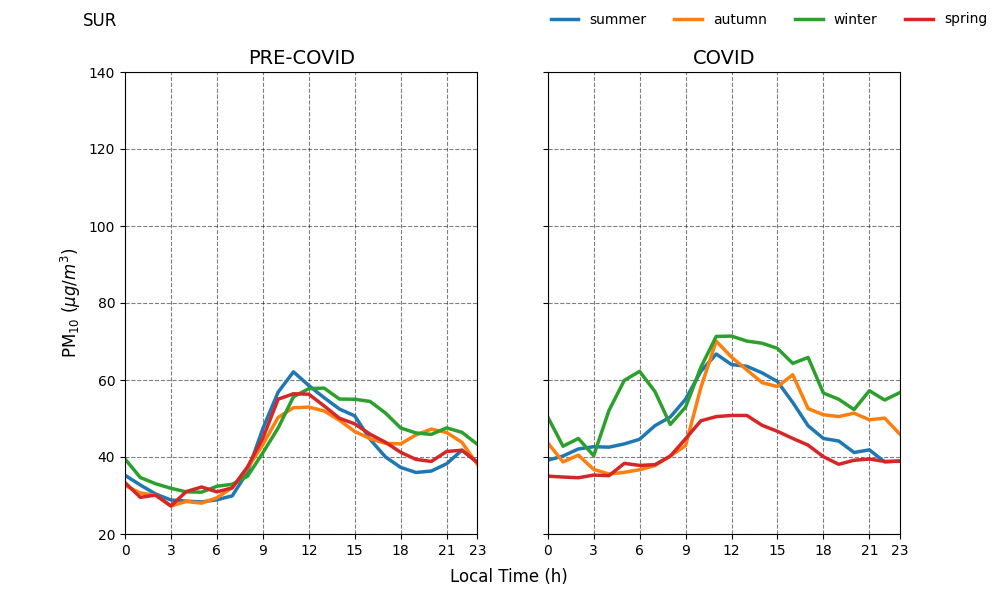 SUR
summer autumn winter spring
PRE-COVID COVID
140
120
100
80
60
40
20
PM₁₀ (μg/m³)
0 3 6 9 12 15 18 21 23 0 3 6 9 12 15 18 21 23
Local Time (h)